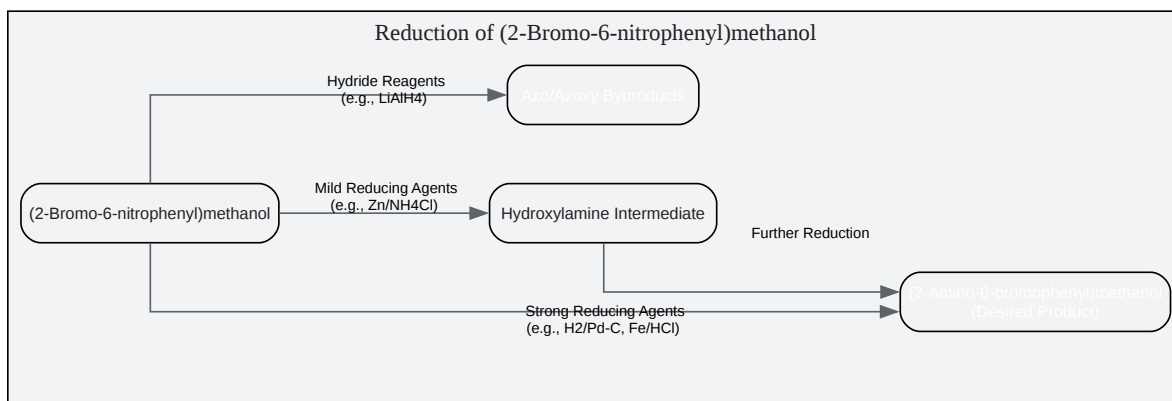 Reduction of (2-Bromo-6-nitrophenyl)methanol
Hydride Reagents
(e.g., LiAlH4)
Azo/Azoxy Byproducts
(2-Bromo-6-nitrophenyl)methanol
Mild Reducing Agents
(e.g., Zn/NH4Cl)
Hydroxylamine Intermediate
Further Reduction
(2-Amino-6-bromophenyl)methanol
(Desired Product)
Strong Reducing Agents
(e.g., H2/Pd-C, Fe/HCl)